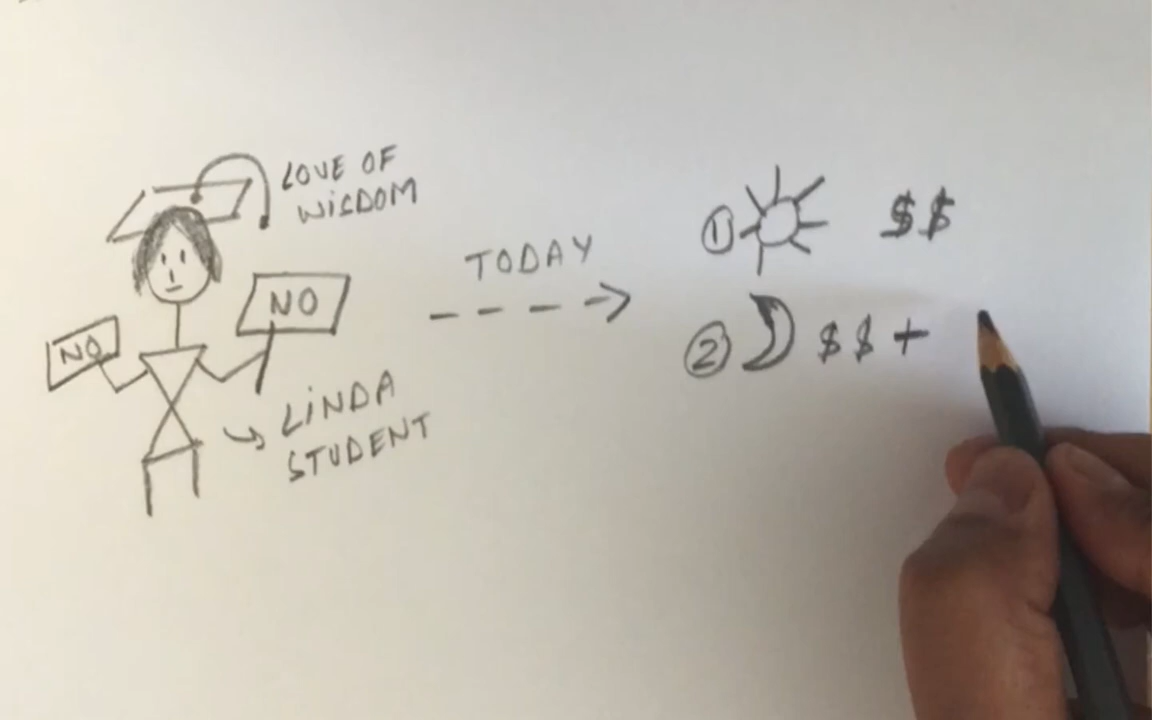 LOVE OF
WISDOM
NO
NO
LINDA
STUDENT
TODAY
① $$
② $$ +